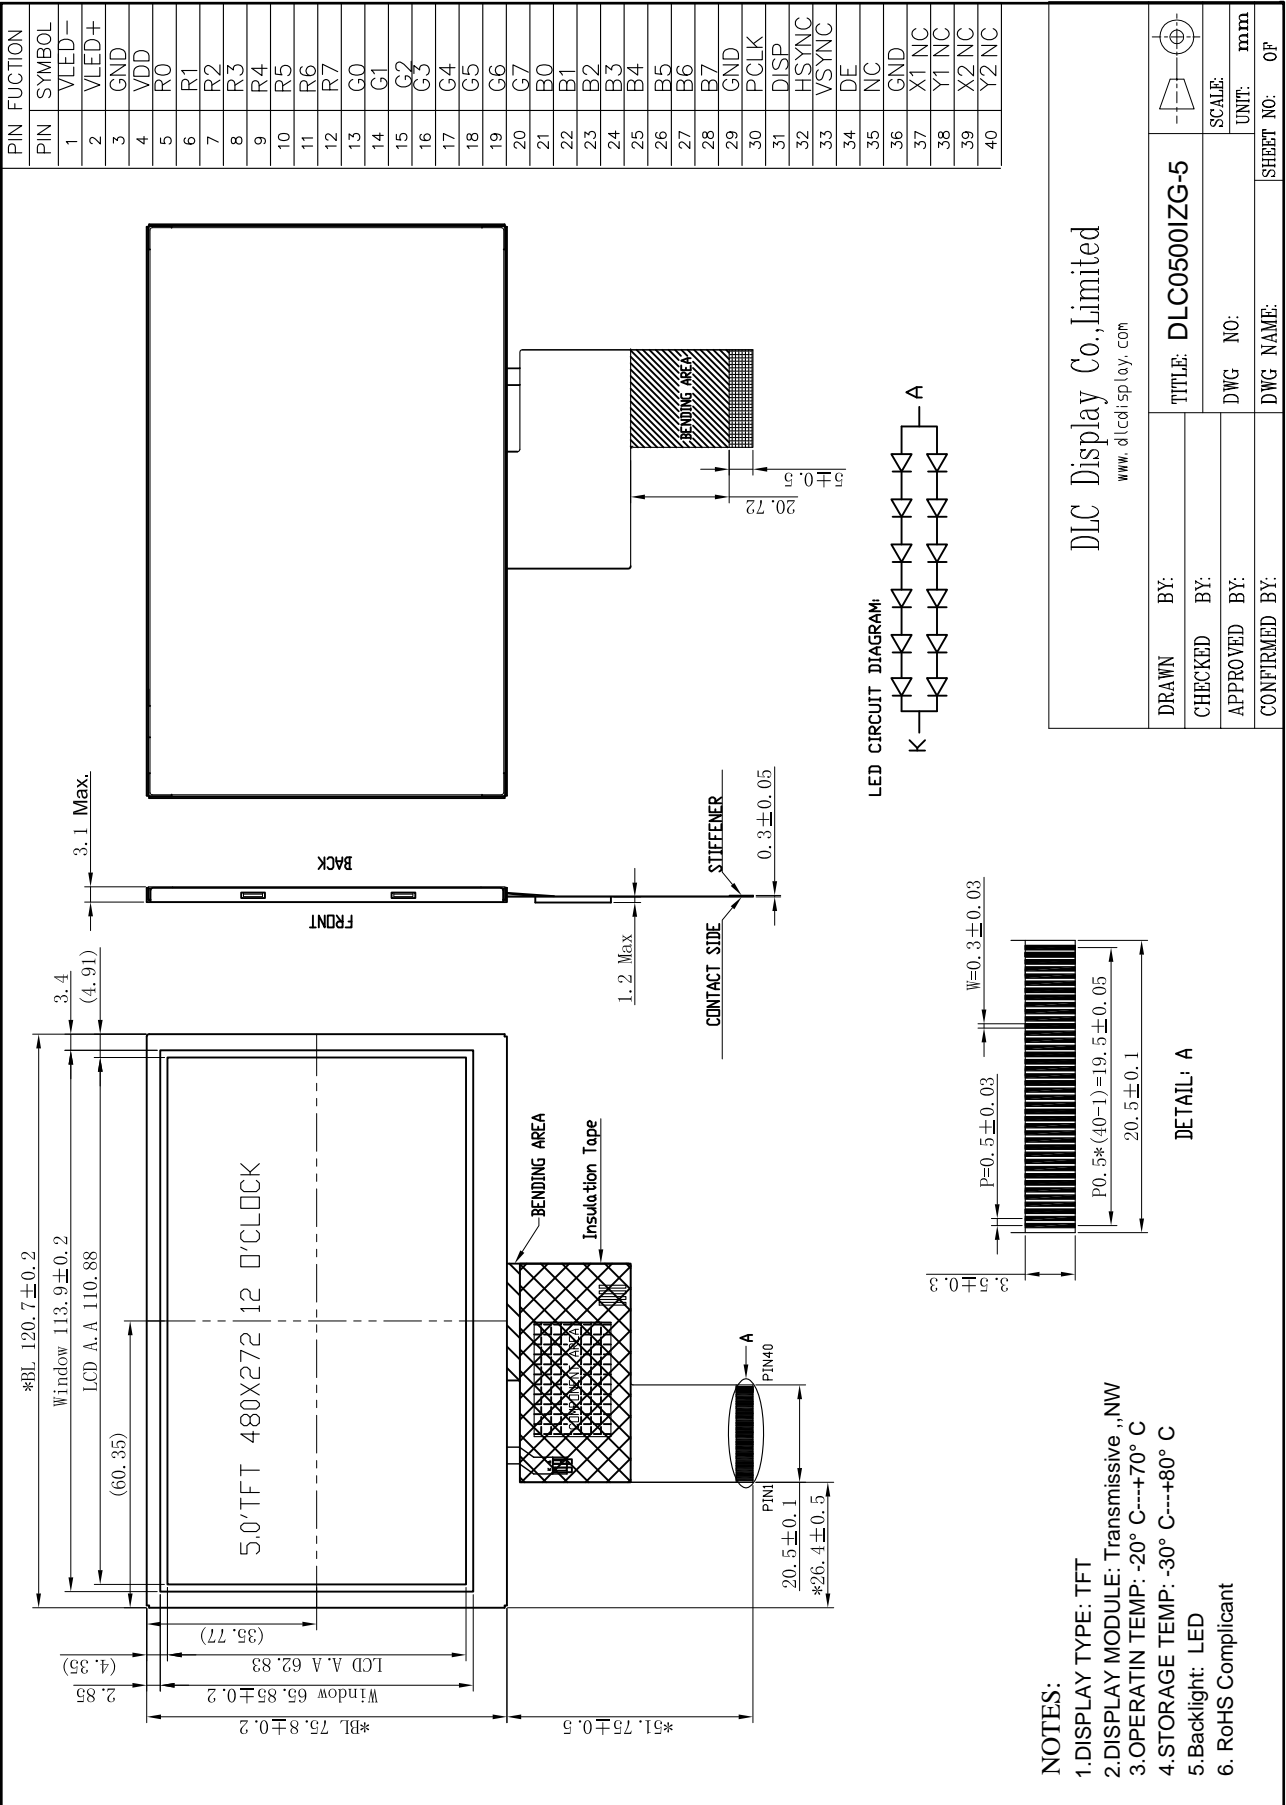 *BL 120.7±0.2
Window 113.9±0.2
LCD A.A 110.88
(60.35)
3.4
(4.91)
2.85
(4.35)
(35.77)
LCD A.A 62.83
Window 65.85±0.2
*BL 75.8±0.2
*51.75±0.5
5.0'TFT 480X272 12 O'CLOCK
BENDING AREA
Insulation Tape
COMPONENT AREA
PIN1
PIN40
A
20.5±0.1
*26.4±0.5
3.1 Max.
FRONT
BACK
1.2 Max
CONTACT SIDE
STIFFENER
0.3±0.05
BENDING AREA
20.72
5±0.5
PIN FUCTION
PIN SYMBOL
1 VLED-
2 VLED+
3 GND
4 VDD
5 R0
6 R1
7 R2
8 R3
9 R4
10 R5
11 R6
12 R7
13 G0
14 G1
15 G2
16 G3
17 G4
18 G5
19 G6
20 G7
21 B0
22 B1
23 B2
24 B3
25 B4
26 B5
27 B6
28 B7
29 GND
30 PCLK
31 DISP
32 HSYNC
33 VSYNC
34 DE
35 NC
36 GND
37 X1 NC
38 Y1 NC
39 X2 NC
40 Y2 NC
LED CIRCUIT DIAGRAM:
K
A
P=0.5±0.03
W=0.3±0.03
3.5±0.3
P0.5*(40-1)=19.5±0.05
20.5±0.1
DETAIL: A
NOTES:
1.DISPLAY TYPE: TFT
2.DISPLAY MODULE: Transmissive ,,NW
3.OPERATIN TEMP: -20° C---+70° C
4.STORAGE TEMP: -30° C---+80° C
5.Backlight: LED
6. RoHS Complicant
DLC Display Co.,Limited
www.dlcdisplay.com
DRAWN BY:
CHECKED BY:
APPROVED BY:
CONFIRMED BY:
TITLE: DLC0500IZG-5
DWG NO:
DWG NAME:
SCALE:
UNIT: mm
SHEET NO: OF